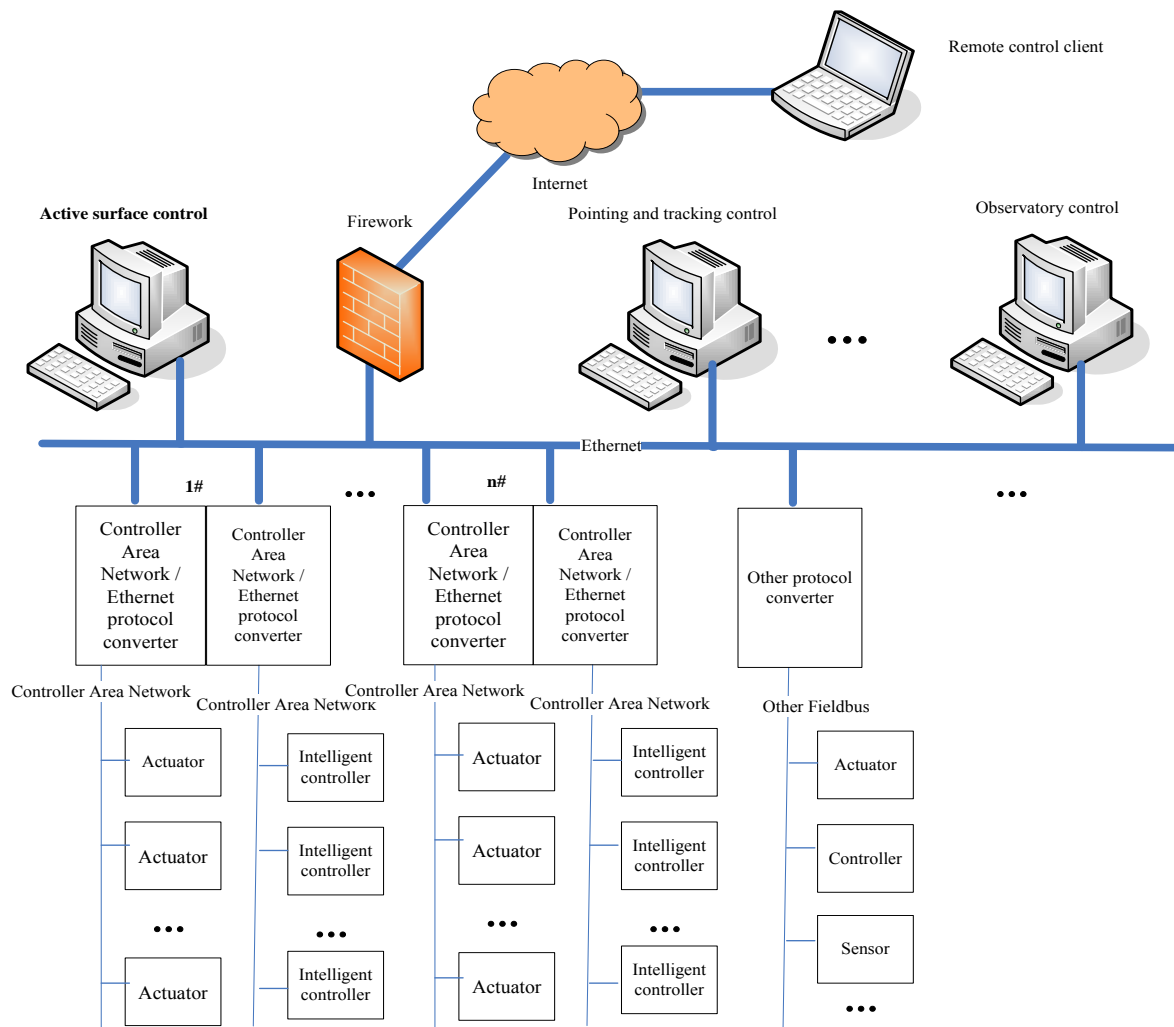 Remote control client
Internet
Active surface control
Firework
Pointing and tracking control
Observatory control
...
Ethernet
1#
...
n#
...
Controller
Area
Network /
Ethernet
protocol
converter
Controller
Area
Network /
Ethernet
protocol
converter
Controller
Area
Network /
Ethernet
protocol
converter
Controller
Area
Network /
Ethernet
protocol
converter
Other protocol
converter
Controller Area Network
Controller Area Network
Controller Area Network
Controller Area Network
Other Fieldbus
Actuator
Intelligent
controller
Actuator
Intelligent
controller
Actuator
Actuator
Intelligent
controller
Actuator
Intelligent
controller
Controller
...
...
...
...
Sensor
Actuator
Intelligent
controller
Actuator
Intelligent
controller
...